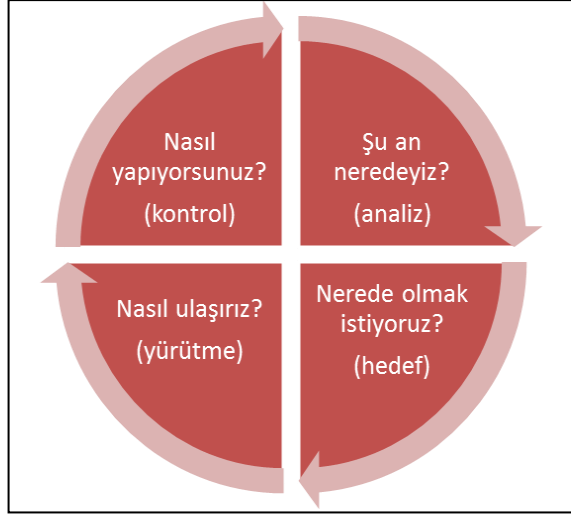 Nasıl
yapıyorsunuz?
(kontrol)
Şu an
neredeyiz?
(analiz)
Nasıl ulaşırız?
(yürütme)
Nerede olmak
istiyoruz?
(hedef)